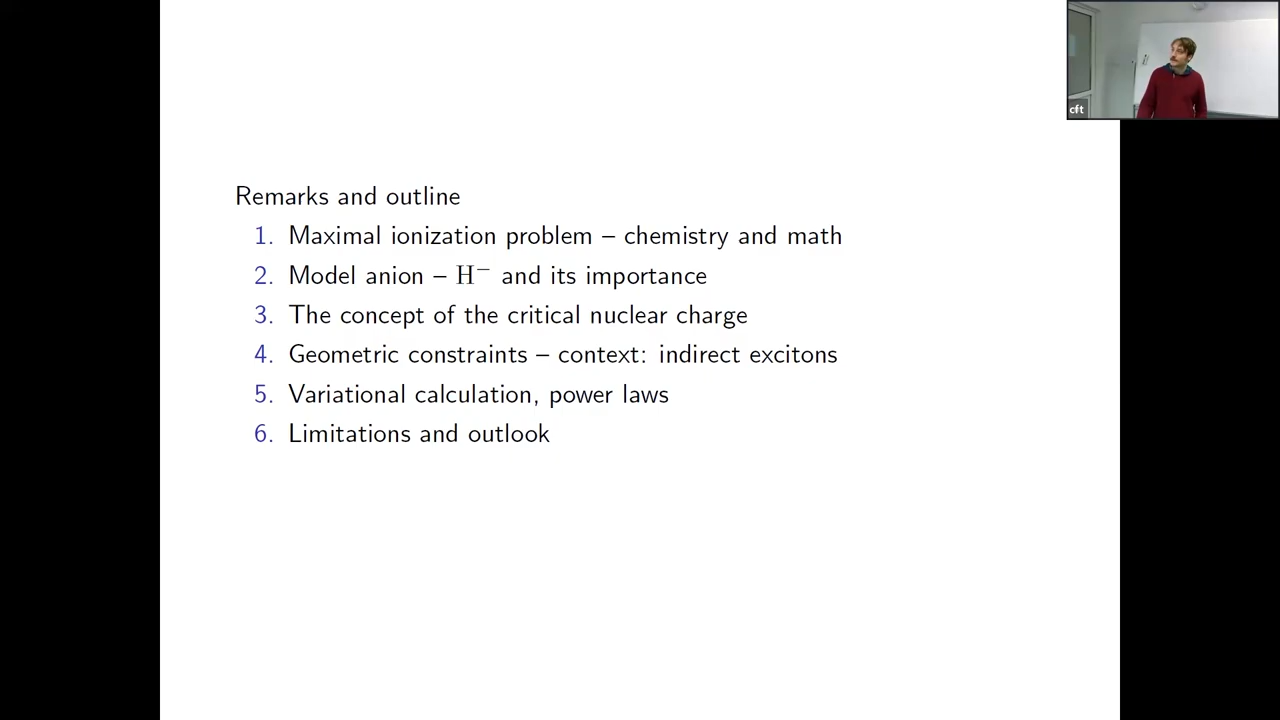 cft
Remarks and outline
1. Maximal ionization problem – chemistry and math
2. Model anion – H⁻ and its importance
3. The concept of the critical nuclear charge
4. Geometric constraints – context: indirect excitons
5. Variational calculation, power laws
6. Limitations and outlook